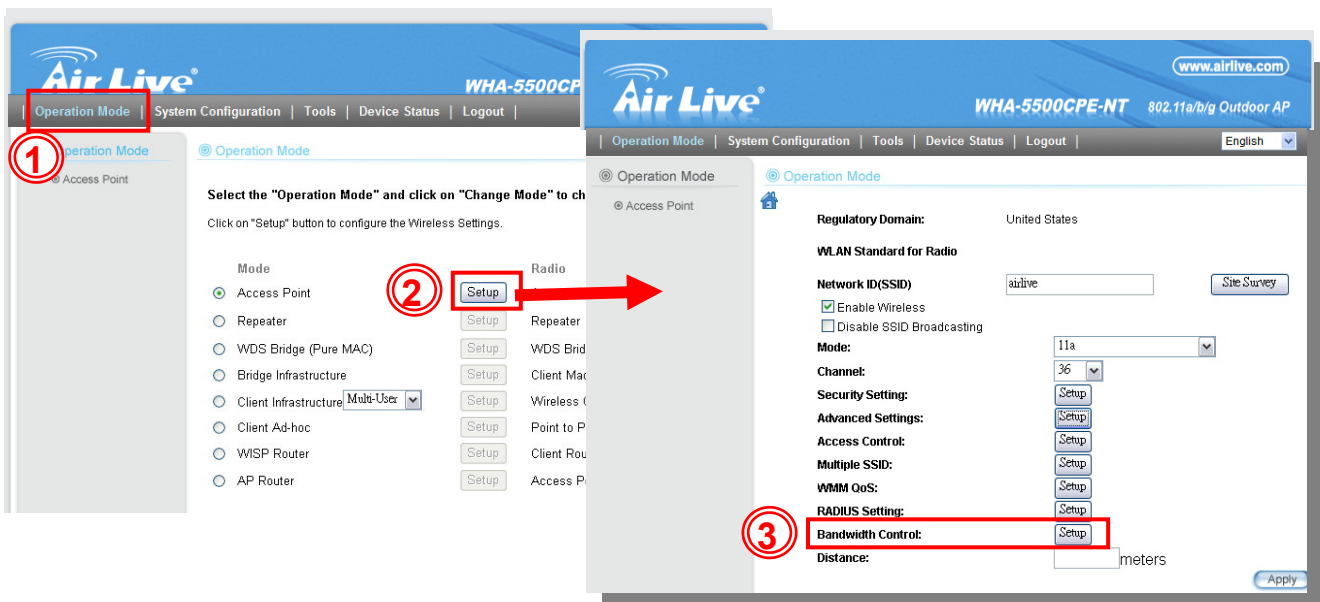 Air Live®
WHA-5500CP
| Operation Mode | System Configuration | Tools | Device Status | Logout |
1
peration Mode
Access Point
Operation Mode
Select the "Operation Mode" and click on "Change Mode" to ch
Click on "Setup" button to configure the Wireless Settings.
Mode Radio
2
Access Point Setup
Repeater Setup Repeater
WDS Bridge (Pure MAC) Setup WDS Brid
Bridge Infrastructure Setup Client Mac
Client Infrastructure Multi-User Setup Wireless
Client Ad-hoc Setup Point to P
WISP Router Setup Client Rou
AP Router Setup Access P
www.airlive.com
Air Live®
WHA-5500CPE-NT 802.11a/b/g Outdoor AP
| Operation Mode | System Configuration | Tools | Device Status | Logout | English
Operation Mode
Access Point
Operation Mode
Regulatory Domain: United States
WLAN Standard for Radio
Network ID(SSID) airlive Site Survey
Enable Wireless
Disable SSID Broadcasting
Mode: 11a
Channel: 36
Security Setting: Setup
Advanced Settings: Setup
Access Control: Setup
Multiple SSID: Setup
WMM QoS: Setup
RADIUS Setting: Setup
3
Bandwidth Control: Setup
Distance: meters
Apply